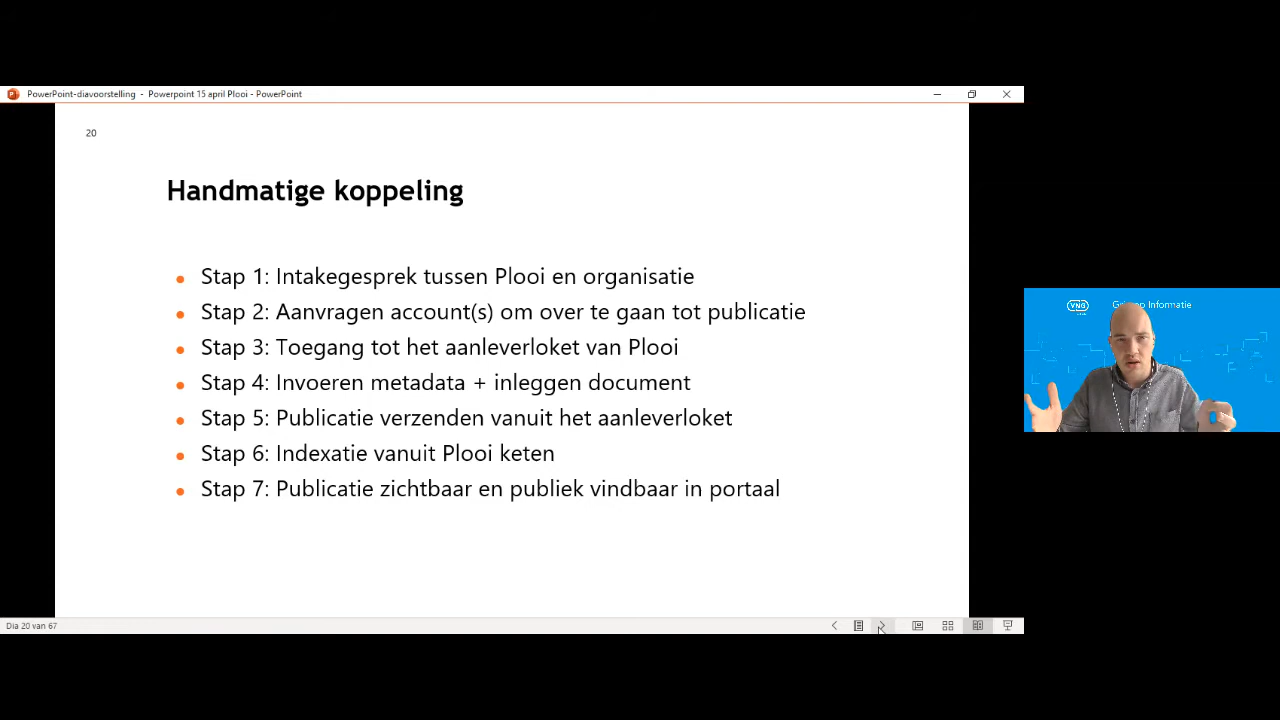 PowerPoint-diavoorstelling - Powerpoint 15 april Plooi - PowerPoint
20
Handmatige koppeling
Stap 1: Intakegesprek tussen Plooi en organisatie
Stap 2: Aanvragen account(s) om over te gaan tot publicatie
Stap 3: Toegang tot het aanleverloket van Plooi
Stap 4: Invoeren metadata + inleggen document
Stap 5: Publicatie verzenden vanuit het aanleverloket
Stap 6: Indexatie vanuit Plooi keten
Stap 7: Publicatie zichtbaar en publiek vindbaar in portaal
VNG
Informatie
Dia 20 van 67